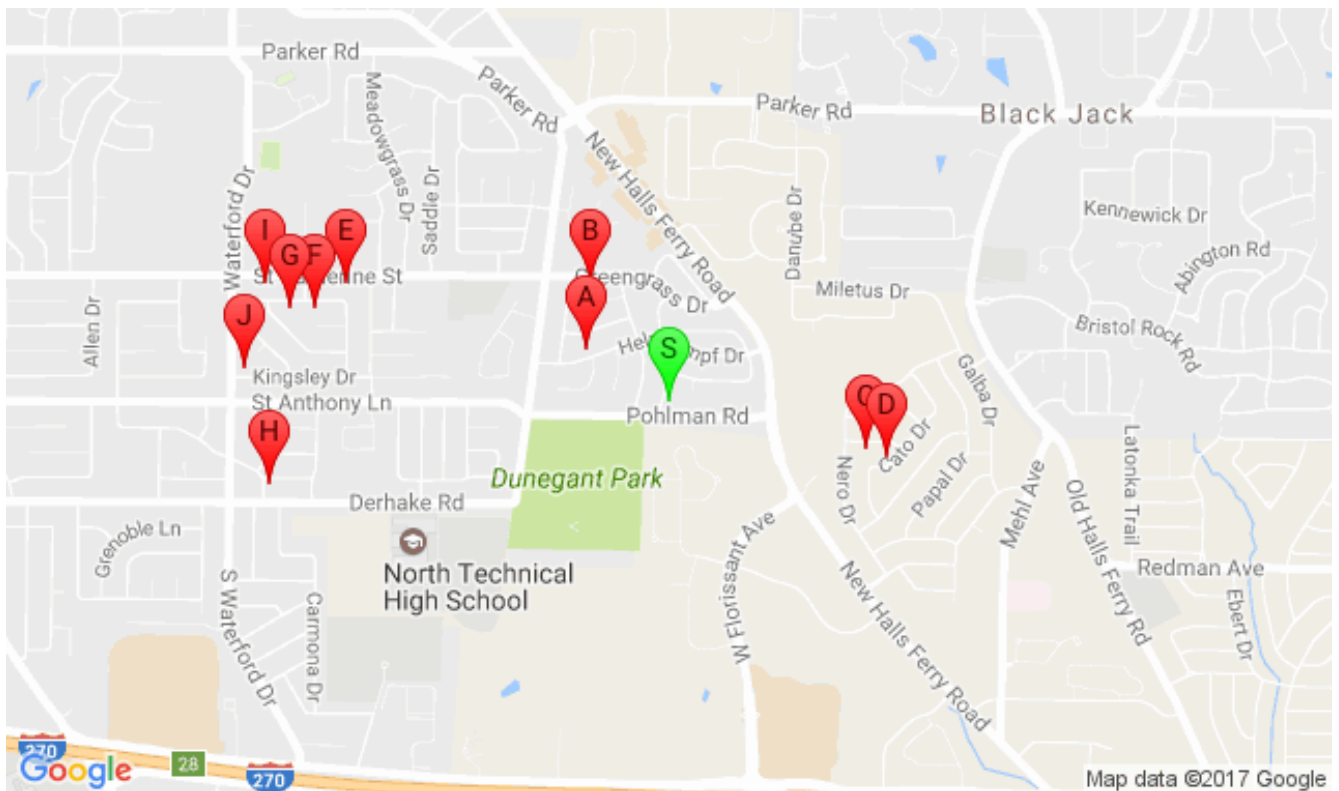 Parker Rd
Parker Rd
Parker Rd
Black Jack
Meadowgrass Dr
Saddle Dr
Waterford Dr
New Halls Ferry Road
Danube Dr
Kennewick Dr
Abington Rd
I
G
F
E
B
St Catherine St
Greengrass Dr
Miletus Dr
A
J
Allen Dr
Bristol Rock Rd
S
Galba Dr
Kingsley Dr
St Anthony Ln
Pohlman Rd
D
H
Cato Dr
Nero Dr
Papal Dr
Latonka Trail
Dunegant Park
Mehl Ave
Old Halls Ferry Rd
Derhake Rd
Grenoble Ln
W Florissant Ave
North Technical
High School
New Halls Ferry Road
Redman Ave
Ebert Dr
Carmona Dr
S Waterford Dr
270
28
270
Google
Map data ©2017 Google